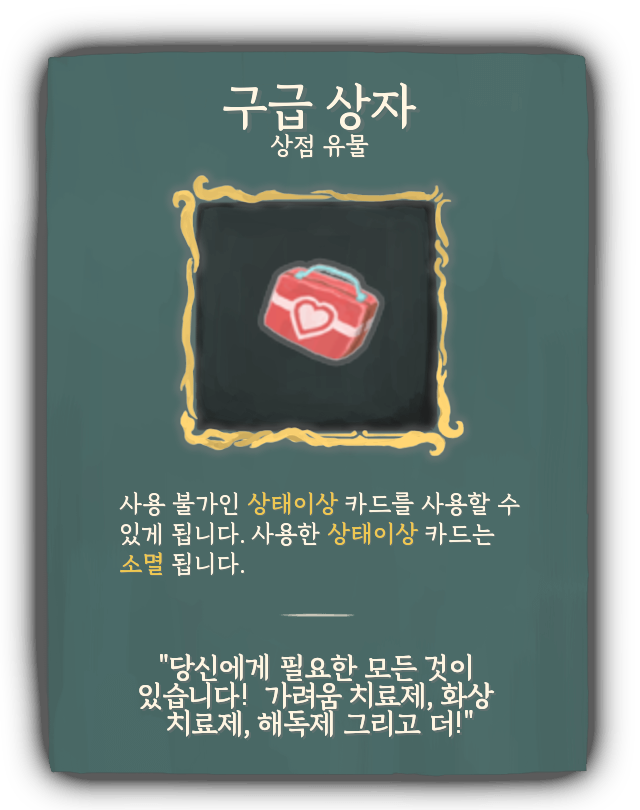 구급 상자
상점 유물
사용 불가인 상태이상 카드를 사용할 수
있게 됩니다. 사용한 상태이상 카드는
소멸 됩니다.
"당신에게 필요한 모든 것이
있습니다!  가려움 치료제, 화상
치료제, 해독제 그리고 더!"